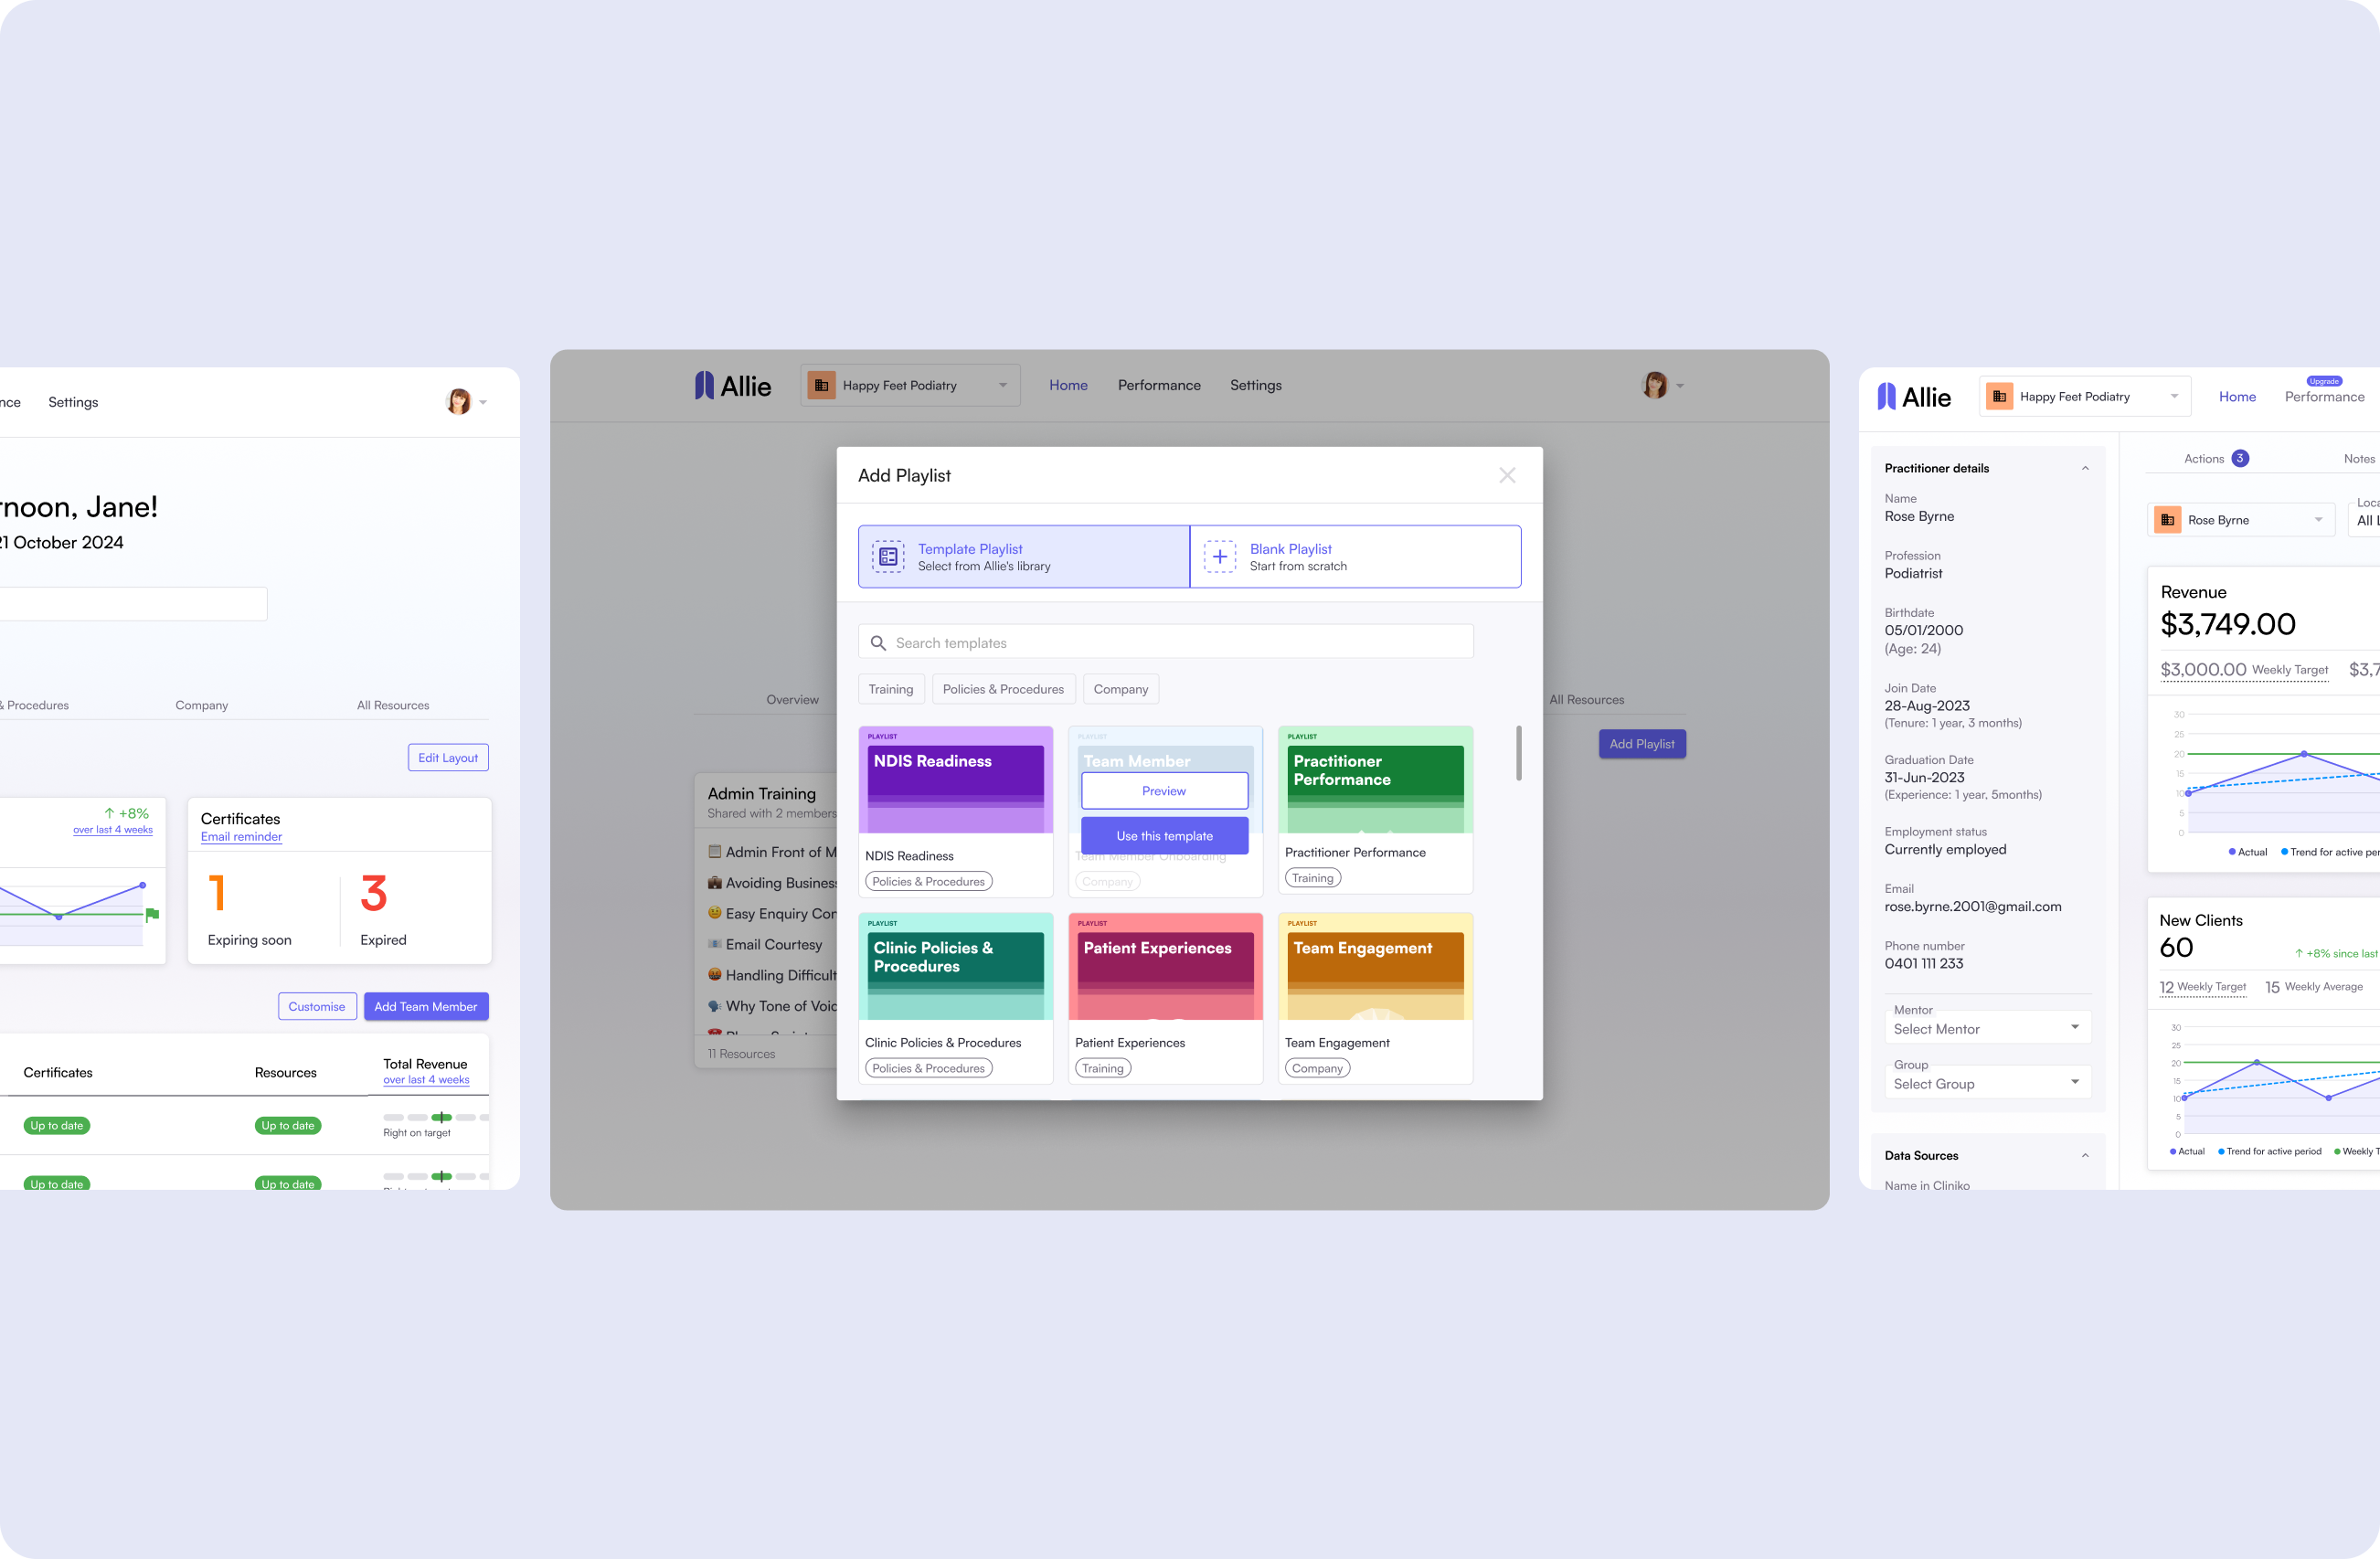 nce
Settings
rnoon, Jane!
21 October 2024
& Procedures
Company
All Resources
Edit Layout
+8%
over last 4 weeks
Certificates
Email reminder
1
Expiring soon
3
Expired
Customise
Add Team Member
Certificates
Resources
Total Revenue
over last 4 weeks
Up to date
Up to date
Right on target
Up to date
Up to date
Allie
Happy Feet Podiatry
Home
Performance
Settings
Overview
All Resources
Add Playlist
Admin Training
Shared with 2 members
Admin Front of M
Avoiding Busines
Easy Enquiry Cor
Email Courtesy
Handling Difficult
Why Tone of Voic
11 Resources
Add Playlist
Template Playlist
Select from Allie's library
Blank Playlist
Start from scratch
Search templates
Training
Policies & Procedures
Company
PLAYLIST
NDIS Readiness
NDIS Readiness
Policies & Procedures
PLAYLIST
Team Member
Preview
Use this template
Team Member Onboarding
Company
PLAYLIST
Practitioner
Performance
Practitioner Performance
Training
PLAYLIST
Clinic Policies &
Procedures
Clinic Policies & Procedures
Policies & Procedures
PLAYLIST
Patient Experiences
Patient Experiences
Training
PLAYLIST
Team Engagement
Team Engagement
Company
Allie
Happy Feet Podiatry
Home
Upgrade
Performance
Practitioner details
Name
Rose Byrne
Profession
Podiatrist
Birthdate
05/01/2000
(Age: 24)
Join Date
28-Aug-2023
(Tenure: 1 year, 3 months)
Graduation Date
31-Jun-2023
(Experience: 1 year, 5months)
Employment status
Currently employed
Email
rose.byrne.2001@gmail.com
Phone number
0401 111 233
Mentor
Select Mentor
Group
Select Group
Data Sources
Name in Cliniko
Actions 3
Notes
Rose Byrne
Loca
All L
Revenue
$3,749.00
$3,000.00 Weekly Target
$3,7
30
25
20
15
10
5
0
Actual
Trend for active per
New Clients
60
+8% since last
12 Weekly Target
15 Weekly Average
30
25
20
15
10
5
0
Actual
Trend for active period
Weekly T